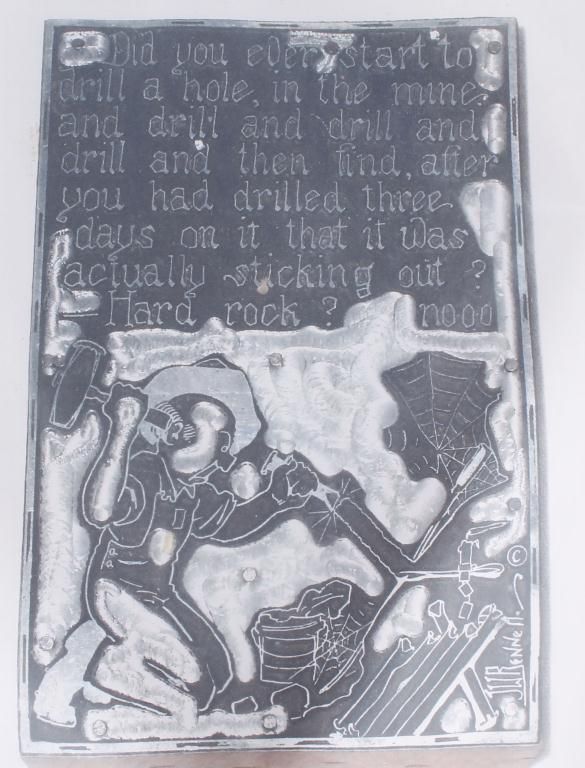 Did you ever start to
drill a hole, in the mine,
and drill and drill and
drill and then find, after
you had drilled three
days on it that it was
actually sticking out ?
Hard rock ? nooo
©